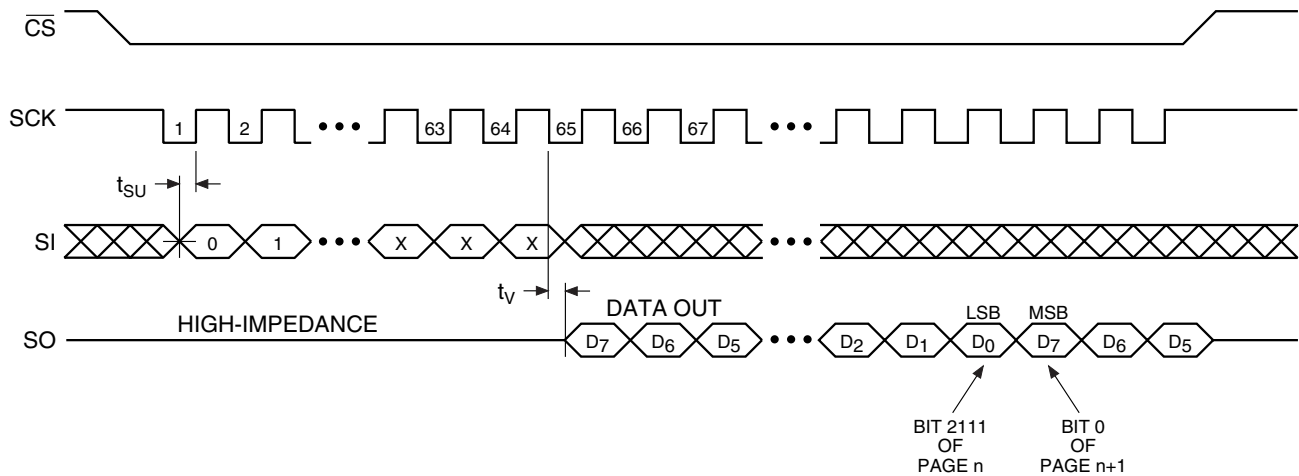 CS
SCK 1 2 ••• 63 64 65 66 67 •••
tSU
SI 0 1 ••• X X X •••
tV
HIGH-IMPEDANCE DATA OUT
LSB MSB
SO D7 D6 D5 ••• D2 D1 D0 D7 D6 D5
BIT 2111
OF
PAGE n
BIT 0
OF
PAGE n+1